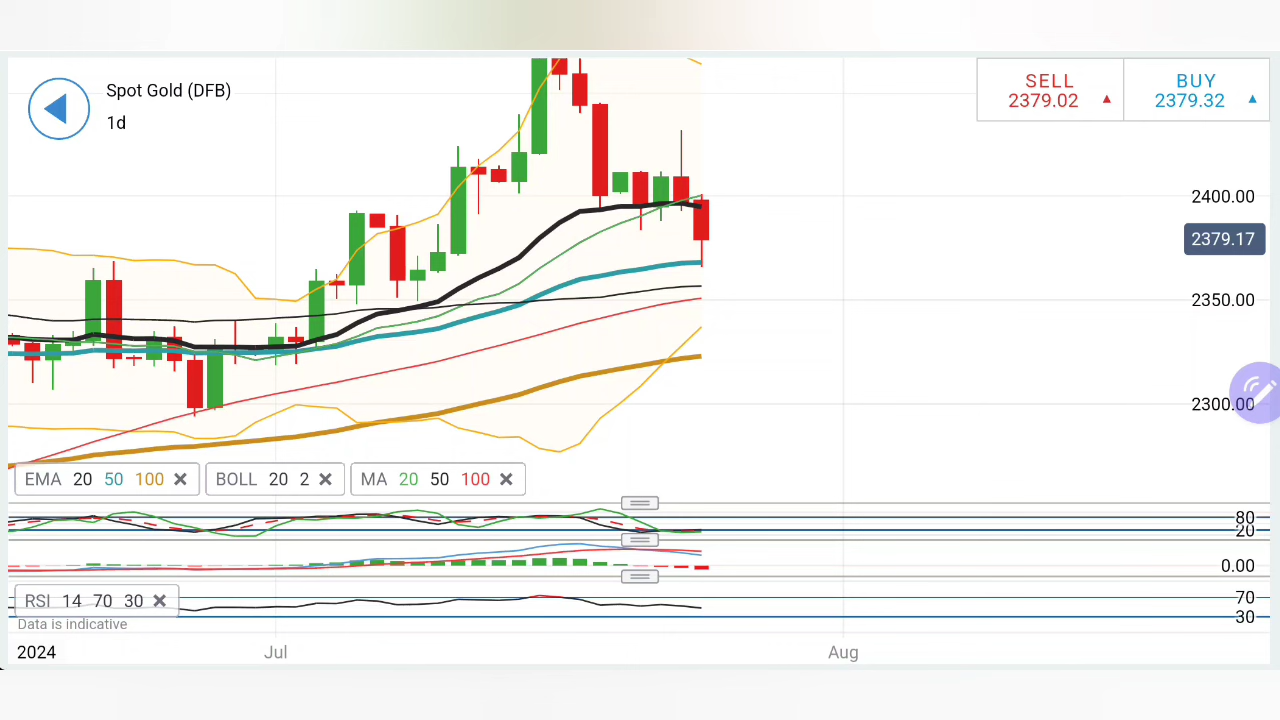 Spot Gold (DFB)
1d
SELL
2379.02
BUY
2379.32
2400.00
2379.17
2350.00
2300.00
EMA 20 50 100
BOLL 20 2
MA 20 50 100
80
20
0.00
RSI 14 70 30
70
30
Data is indicative
2024
Jul
Aug